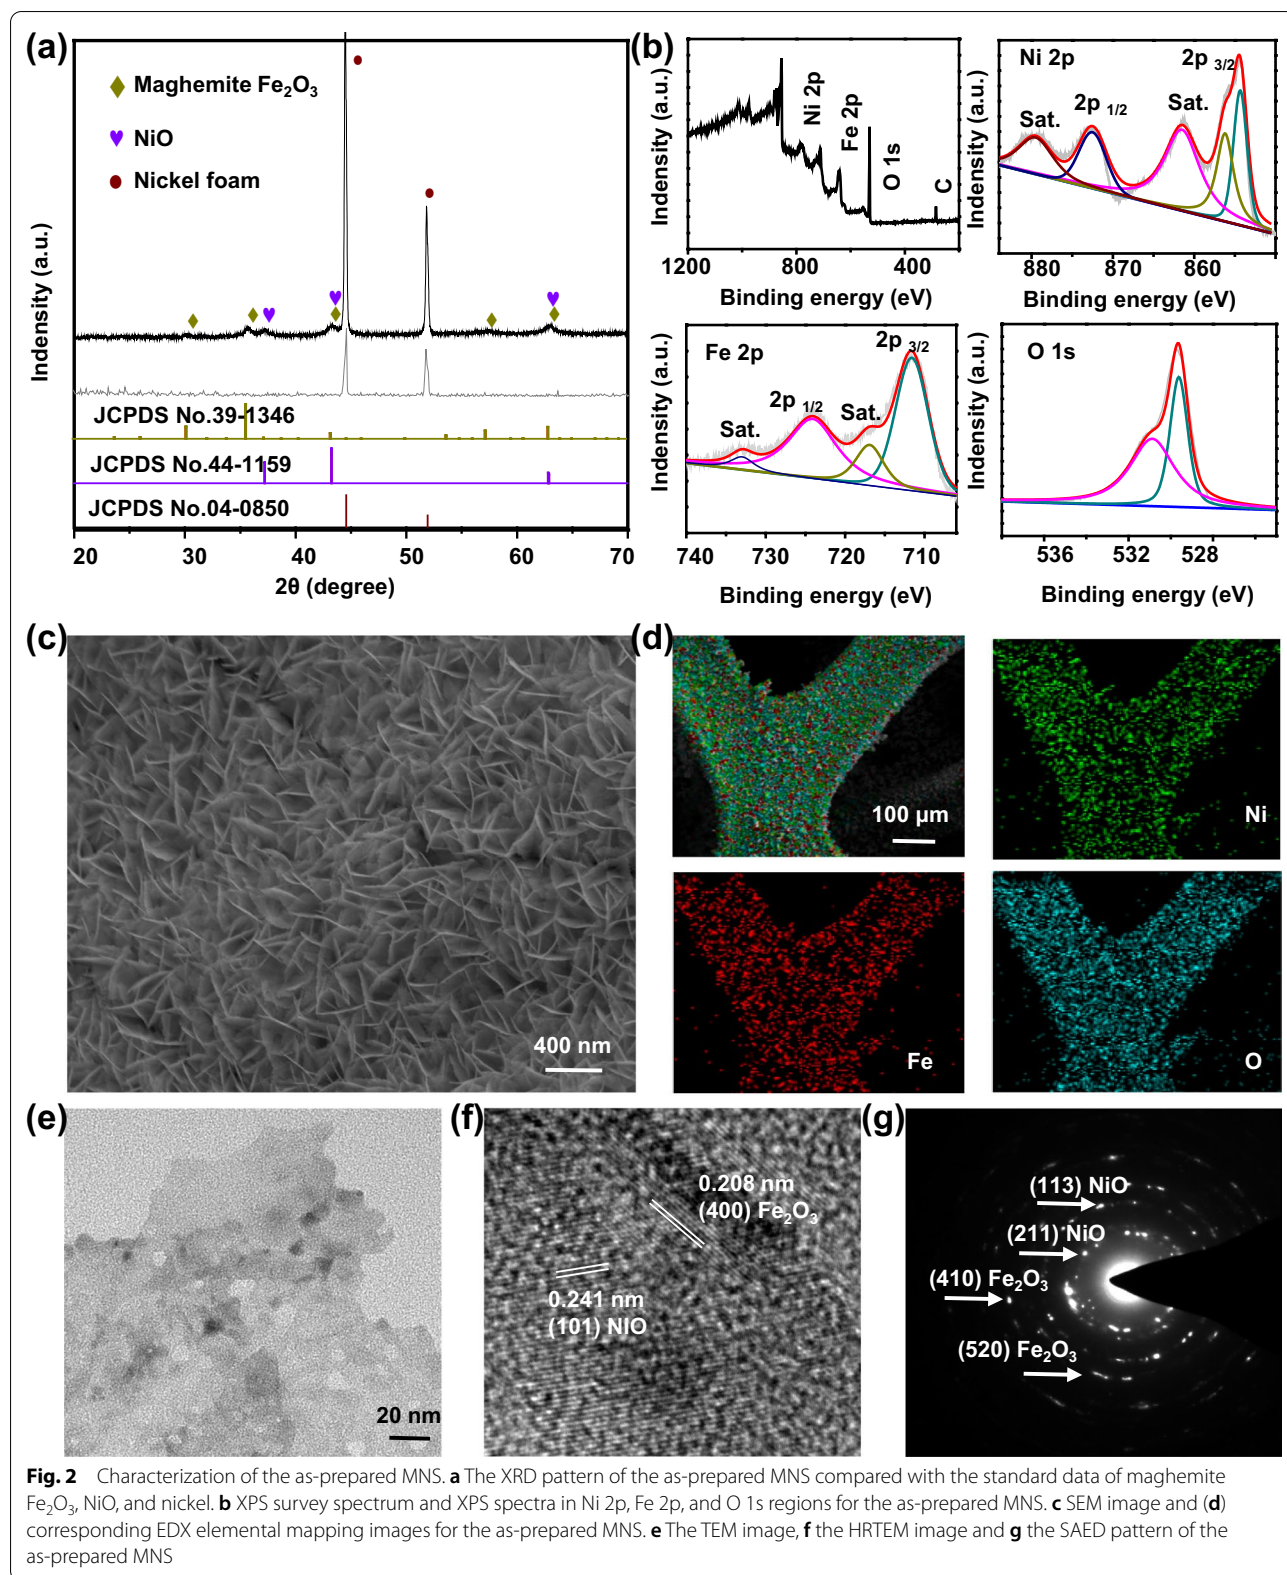 (a)
Maghemite Fe₂O₃
NiO
Nickel foam
Indensity (a.u.)
JCPDS No.39-1346
JCPDS No.44-1159
JCPDS No.04-0850
20 30 40 50 60 70
2θ (degree)
(b)
Indensity (a.u.)
Ni 2p
Fe 2p
O 1s
C
1200 800 400
Binding energy (eV)
Indensity (a.u.)
Ni 2p
2p 3/2
Sat.
2p 1/2
Sat.
880 870 860
Binding energy (eV)
Indensity (a.u.)
Fe 2p
2p 3/2
2p 1/2
Sat.
Sat.
740 730 720 710
Binding energy (eV)
Indensity (a.u.)
O 1s
536 532 528
Binding energy (eV)
(c)
400 nm
(d)
100 µm
Ni
Fe
O
(e)
20 nm
(f)
0.208 nm
(400) Fe₂O₃
0.241 nm
(101) NIO
(g)
(113) NiO
(211) NiO
(410) Fe₂O₃
(520) Fe₂O₃
Fig. 2 Characterization of the as-prepared MNS. a The XRD pattern of the as-prepared MNS compared with the standard data of maghemite
Fe₂O₃, NiO, and nickel. b XPS survey spectrum and XPS spectra in Ni 2p, Fe 2p, and O 1s regions for the as-prepared MNS. c SEM image and (d)
corresponding EDX elemental mapping images for the as-prepared MNS. e The TEM image, f the HRTEM image and g the SAED pattern of the
as-prepared MNS